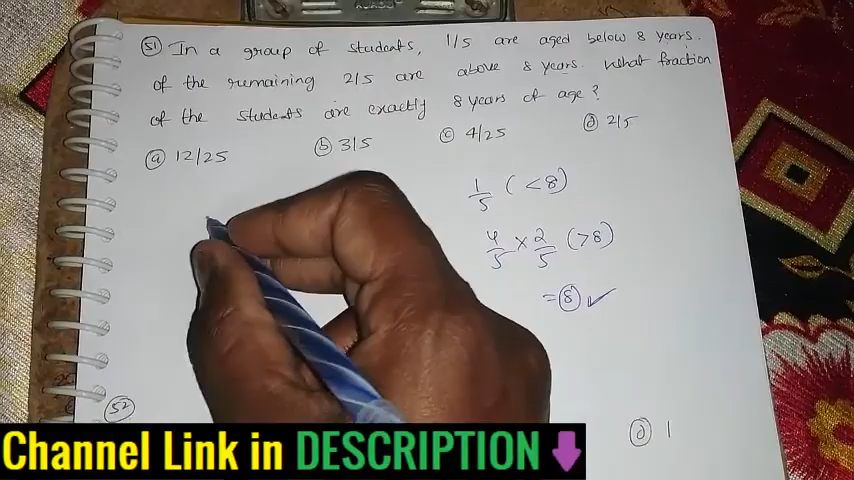 51 In a group of students, 1/5 are aged below 8 years.
of the remaining 2/5 are above 8 years. What fraction
of the students are exactly 8 years of age?
a 12/25 b 3/5 c 4/25 d 2/5
1/5 (<8)
4/5 × 2/5 (>8)
= 8 ✓
52
d 1
Channel Link in DESCRIPTION